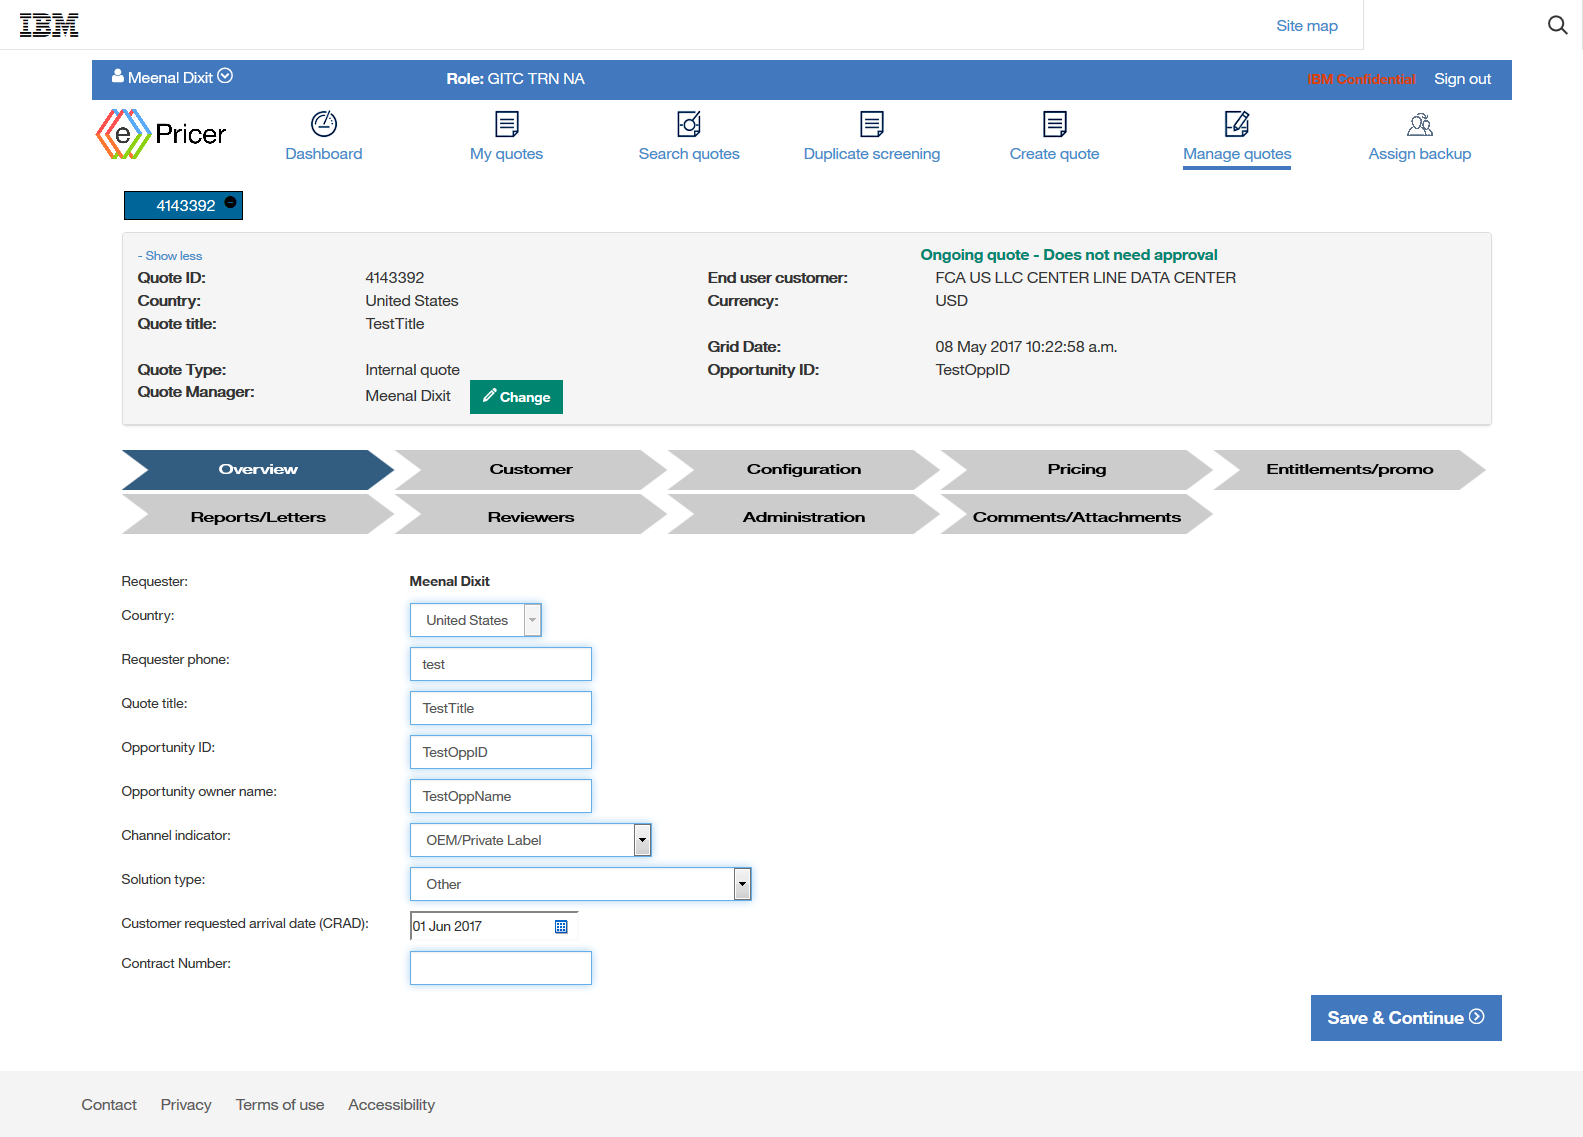 IBM
Site map
Meenal Dixit
Role: GITC TRN NA
IBM Confidential
Sign out
e Pricer
Dashboard
My quotes
Search quotes
Duplicate screening
Create quote
Manage quotes
Assign backup
4143392
- Show less
Ongoing quote - Does not need approval
Quote ID: 4143392
End user customer: FCA US LLC CENTER LINE DATA CENTER
Country: United States
Currency: USD
Quote title: TestTitle
Grid Date: 08 May 2017 10:22:58 a.m.
Quote Type: Internal quote
Opportunity ID: TestOppID
Quote Manager: Meenal Dixit
Change
Overview
Customer
Configuration
Pricing
Entitlements/promo
Reports/Letters
Reviewers
Administration
Comments/Attachments
Requester: Meenal Dixit
Country: United States
Requester phone: test
Quote title: TestTitle
Opportunity ID: TestOppID
Opportunity owner name: TestOppName
Channel indicator: OEM/Private Label
Solution type: Other
Customer requested arrival date (CRAD): 01 Jun 2017
Contract Number:
Save & Continue
Contact
Privacy
Terms of use
Accessibility